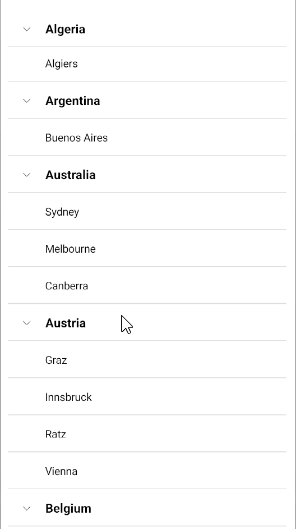 Algeria
Algiers
Argentina
Buenos Aires
Australia
Sydney
Melbourne
Canberra
Austria
Graz
Innsbruck
Ratz
Vienna
Belgium